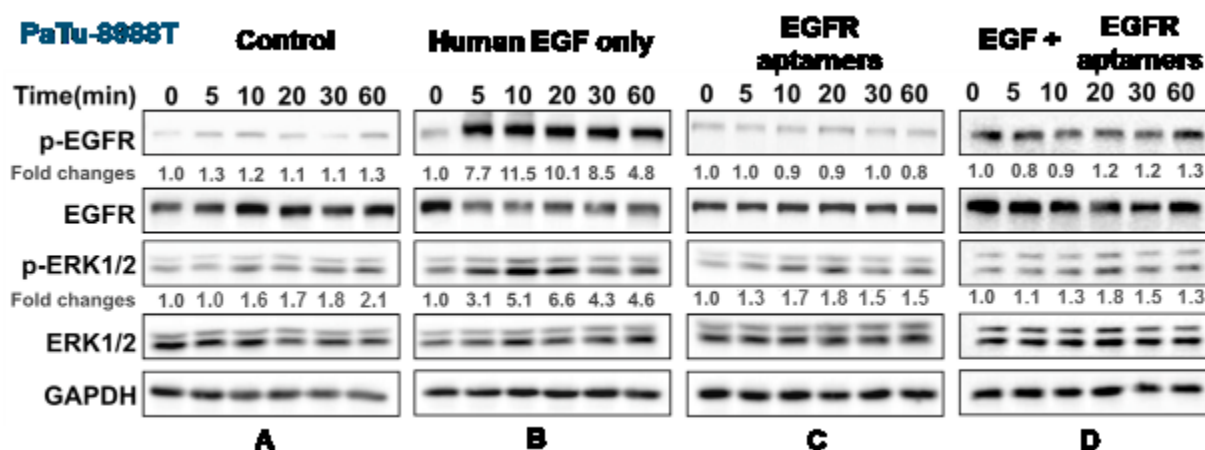 PaTu-8988T Control Human EGF only EGFR aptamers EGF + EGFR aptamers
Time(min) 0 5 10 20 30 60 0 5 10 20 30 60 0 5 10 20 30 60 0 5 10 20 30 60
p-EGFR
Fold changes 1.0 1.3 1.2 1.1 1.1 1.3 1.0 7.7 11.5 10.1 8.5 4.8 1.0 1.0 0.9 0.9 1.0 0.8 1.0 0.8 0.9 1.2 1.2 1.3
EGFR
p-ERK1/2
Fold changes 1.0 1.0 1.6 1.7 1.8 2.1 1.0 3.1 5.1 6.6 4.3 4.6 1.0 1.3 1.7 1.8 1.5 1.5 1.0 1.1 1.3 1.8 1.5 1.3
ERK1/2
GAPDH
A B C D